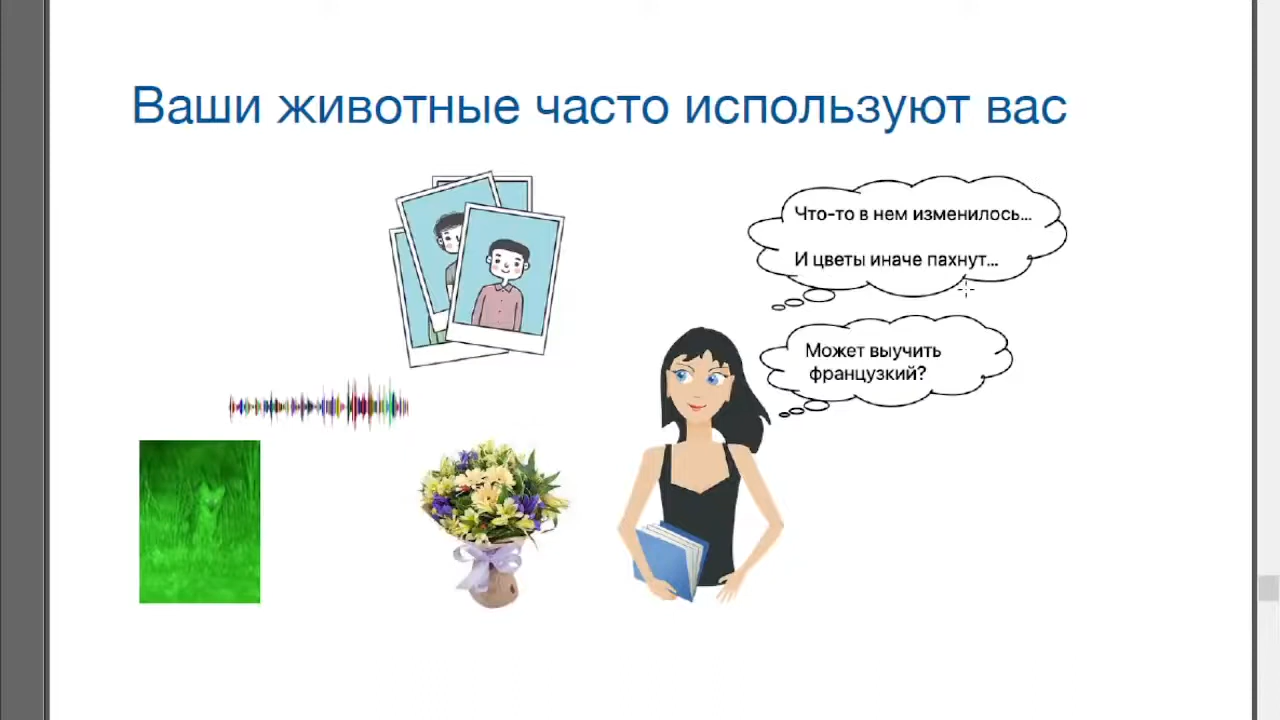 Ваши животные часто используют вас
Что-то в нем изменилось...
И цветы иначе пахнут...
Может выучить
французкий?